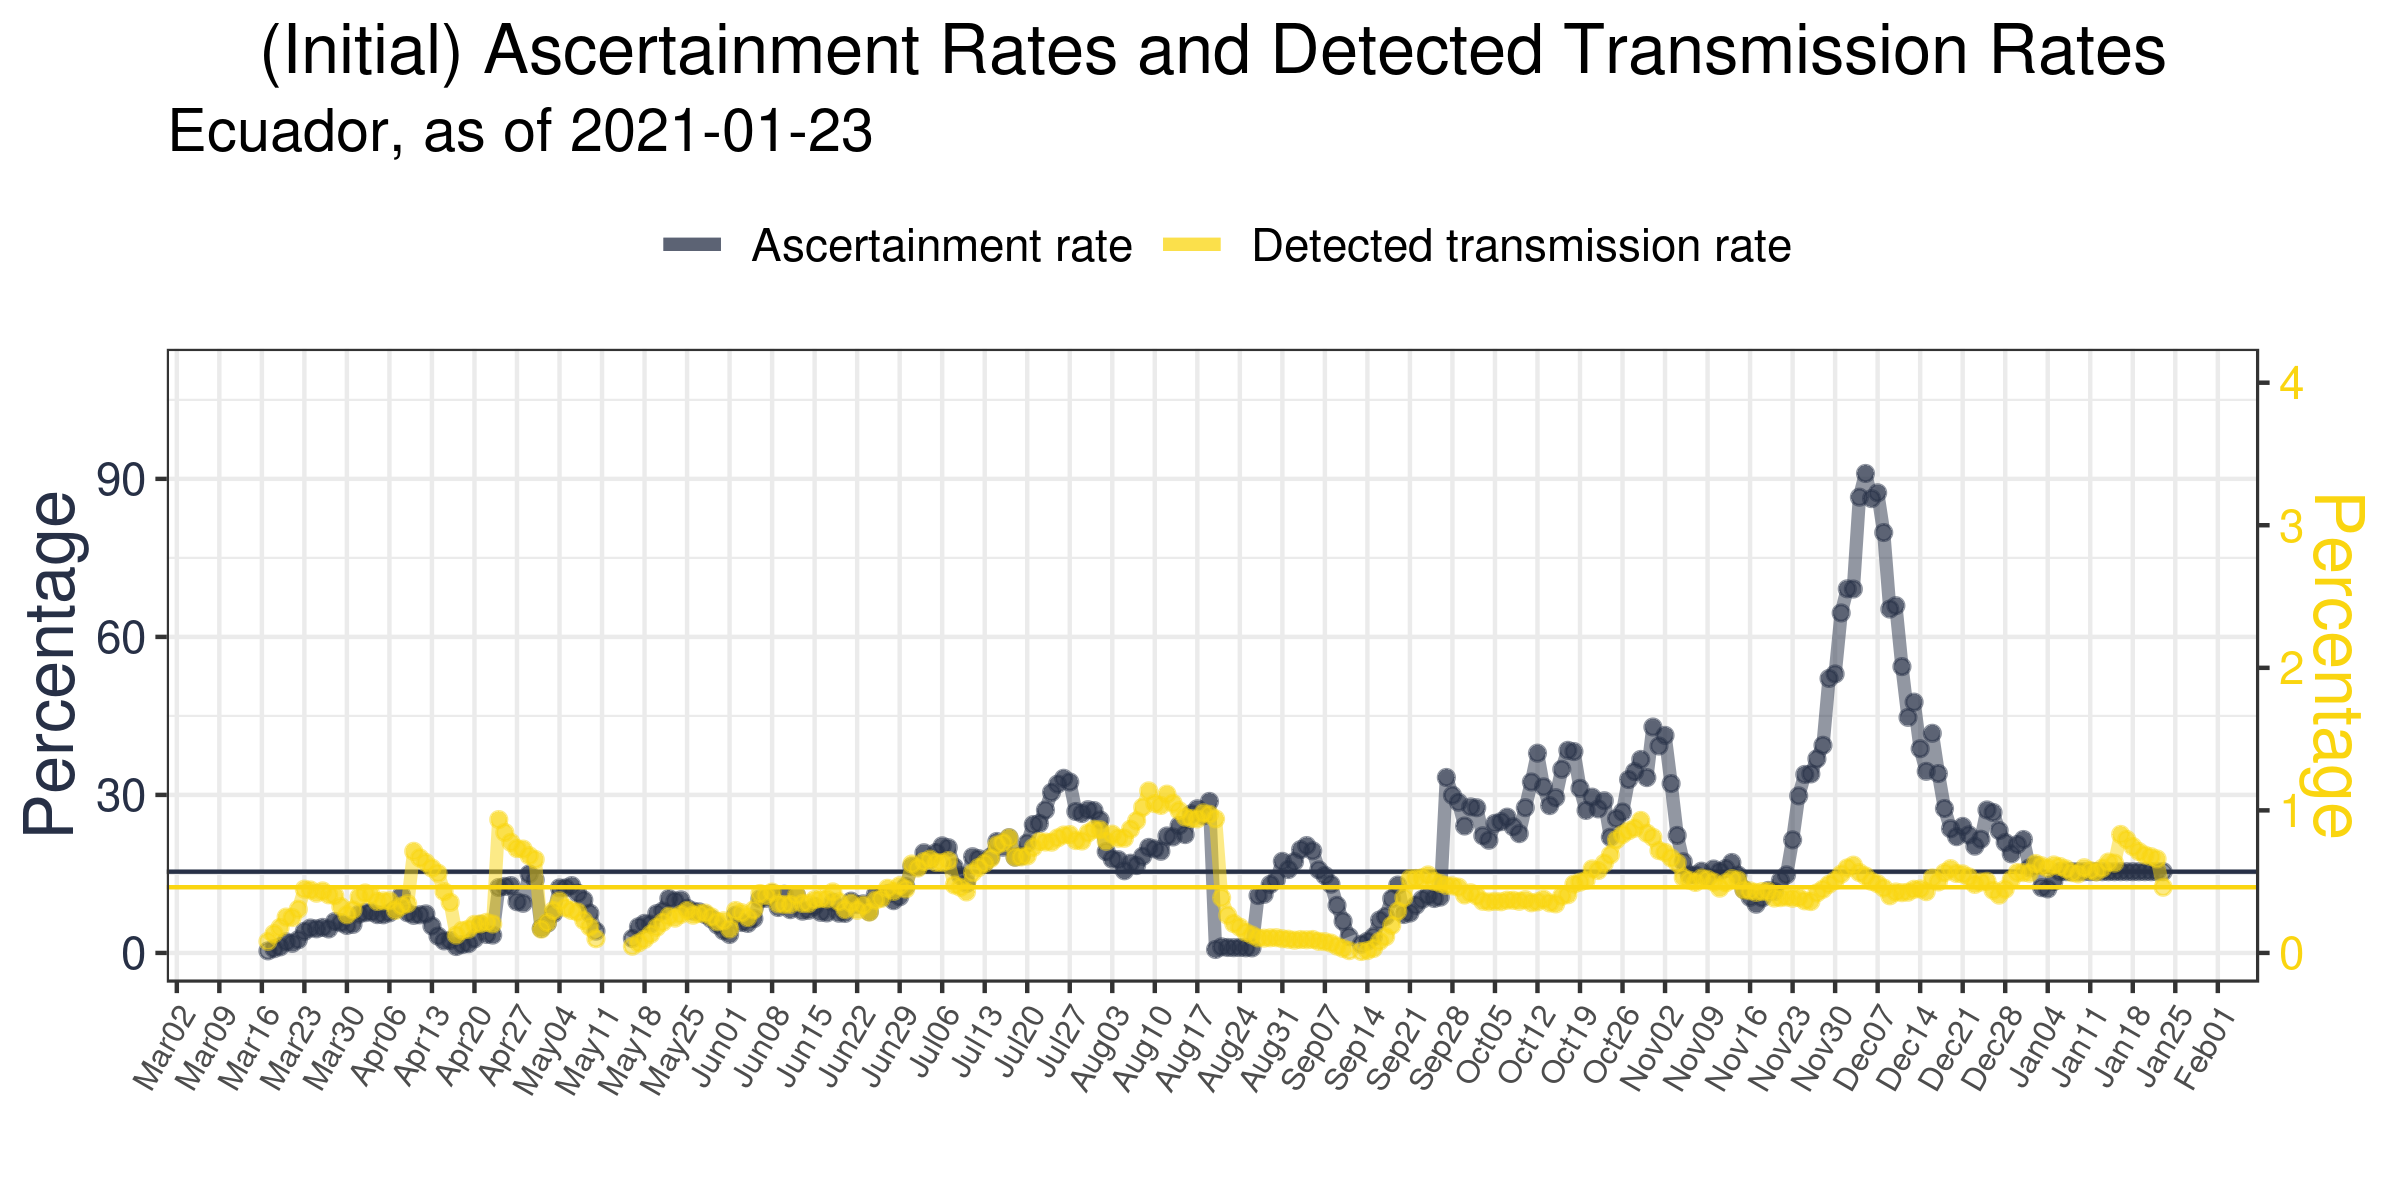 (Initial) Ascertainment Rates and Detected Transmission Rates
Ecuador, as of 2021-01-23
Ascertainment rate Detected transmission rate
Percentage
90
60
30
0
4
3
2
1
0
Percentage
Mar02 Mar09 Mar16 Mar23 Mar30 Apr06 Apr13 Apr20 Apr27 May04 May11 May18 May25 Jun01 Jun08 Jun15 Jun22 Jun29 Jul06 Jul13 Jul20 Jul27 Aug03 Aug10 Aug17 Aug24 Aug31 Sep07 Sep14 Sep21 Sep28 Oct05 Oct12 Oct19 Oct26 Nov02 Nov09 Nov16 Nov23 Nov30 Dec07 Dec14 Dec21 Dec28 Jan04 Jan11 Jan18 Jan25 Feb01